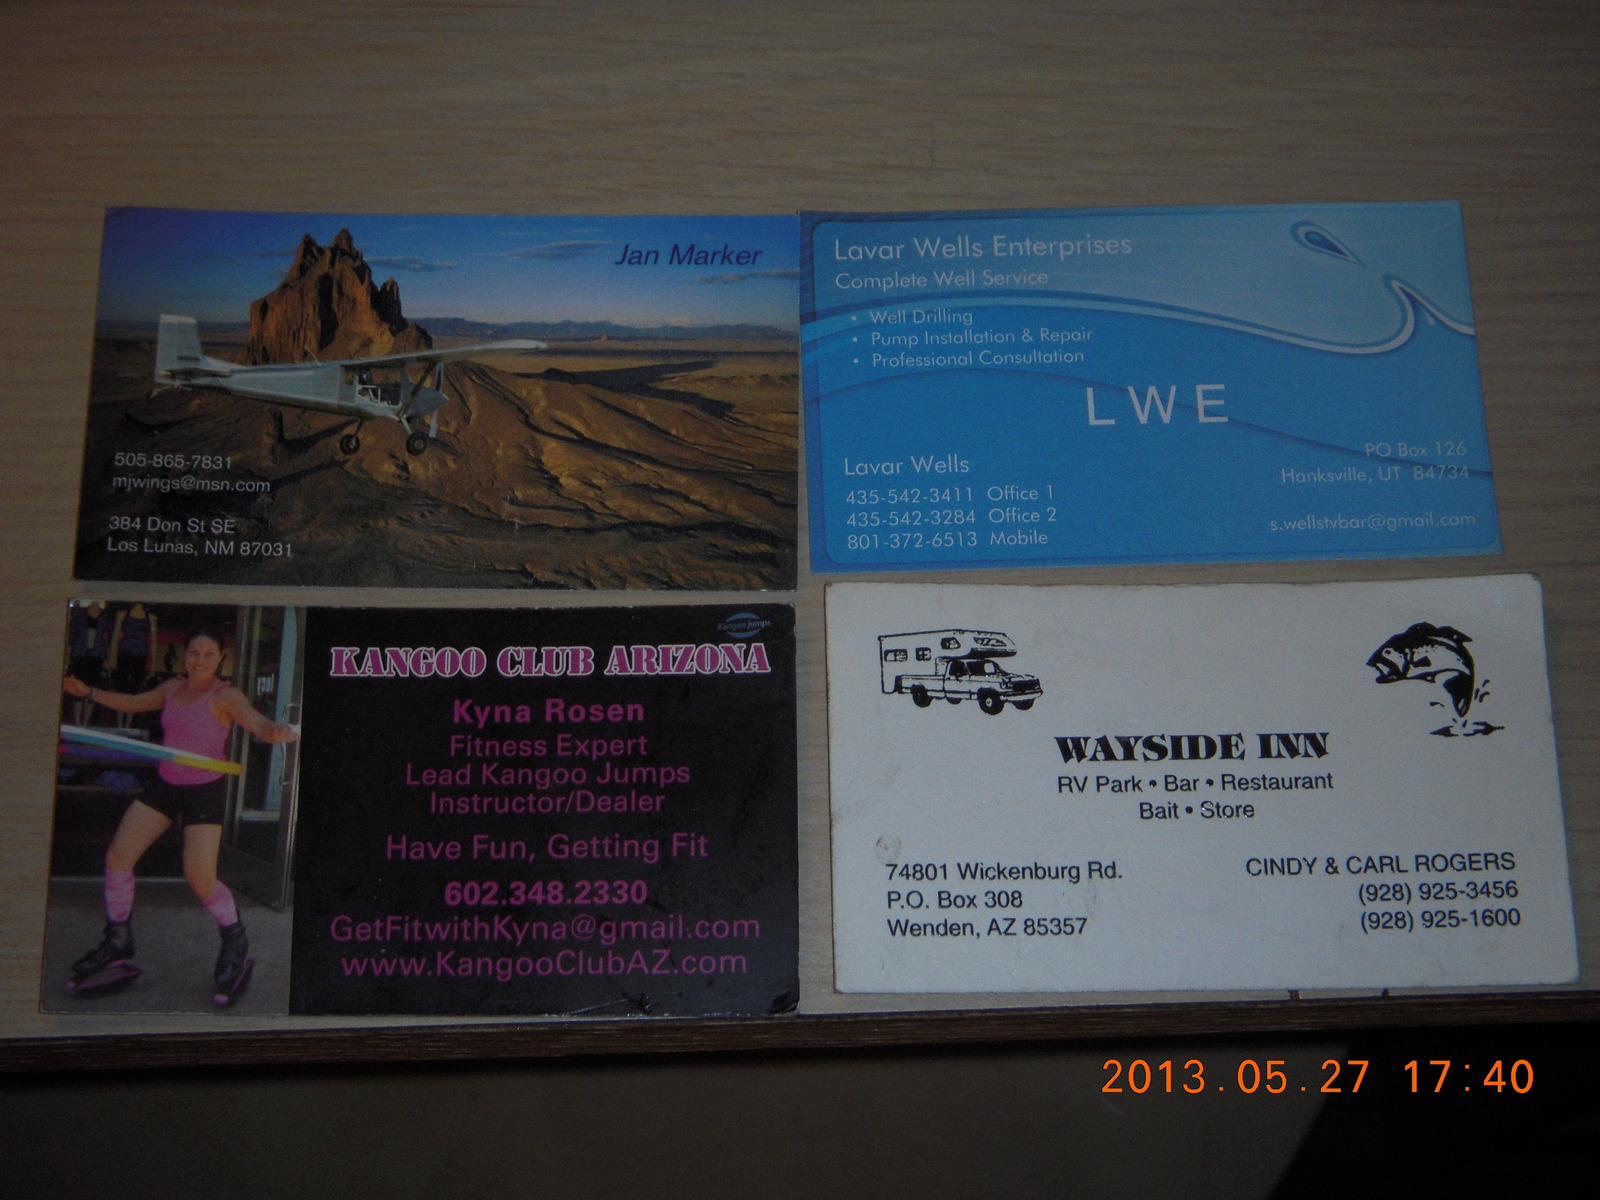 Jan Marker
505-865-7831
mjwings@msn.com
384 Don St SE
Los Lunas, NM 87031
Lavar Wells Enterprises
Complete Well Service
• Well Drilling
• Pump Installation & Repair
• Professional Consultation
L W E
Lavar Wells
435-542-3411 Office 1
435-542-3284 Office 2
801-372-6513 Mobile
PO Box 126
Hanksville, UT 84734
s.wellstvbar@gmail.com
Kangoo Jumps
KANGOO CLUB ARIZONA
Kyna Rosen
Fitness Expert
Lead Kangoo Jumps
Instructor/Dealer
Have Fun, Getting Fit
602.348.2330
GetFitwithKyna@gmail.com
www.KangooClubAZ.com
WAYSIDE INN
RV Park • Bar • Restaurant
Bait • Store
74801 Wickenburg Rd.
P.O. Box 308
Wenden, AZ 85357
CINDY & CARL ROGERS
(928) 925-3456
(928) 925-1600
2013.05.27 17:40